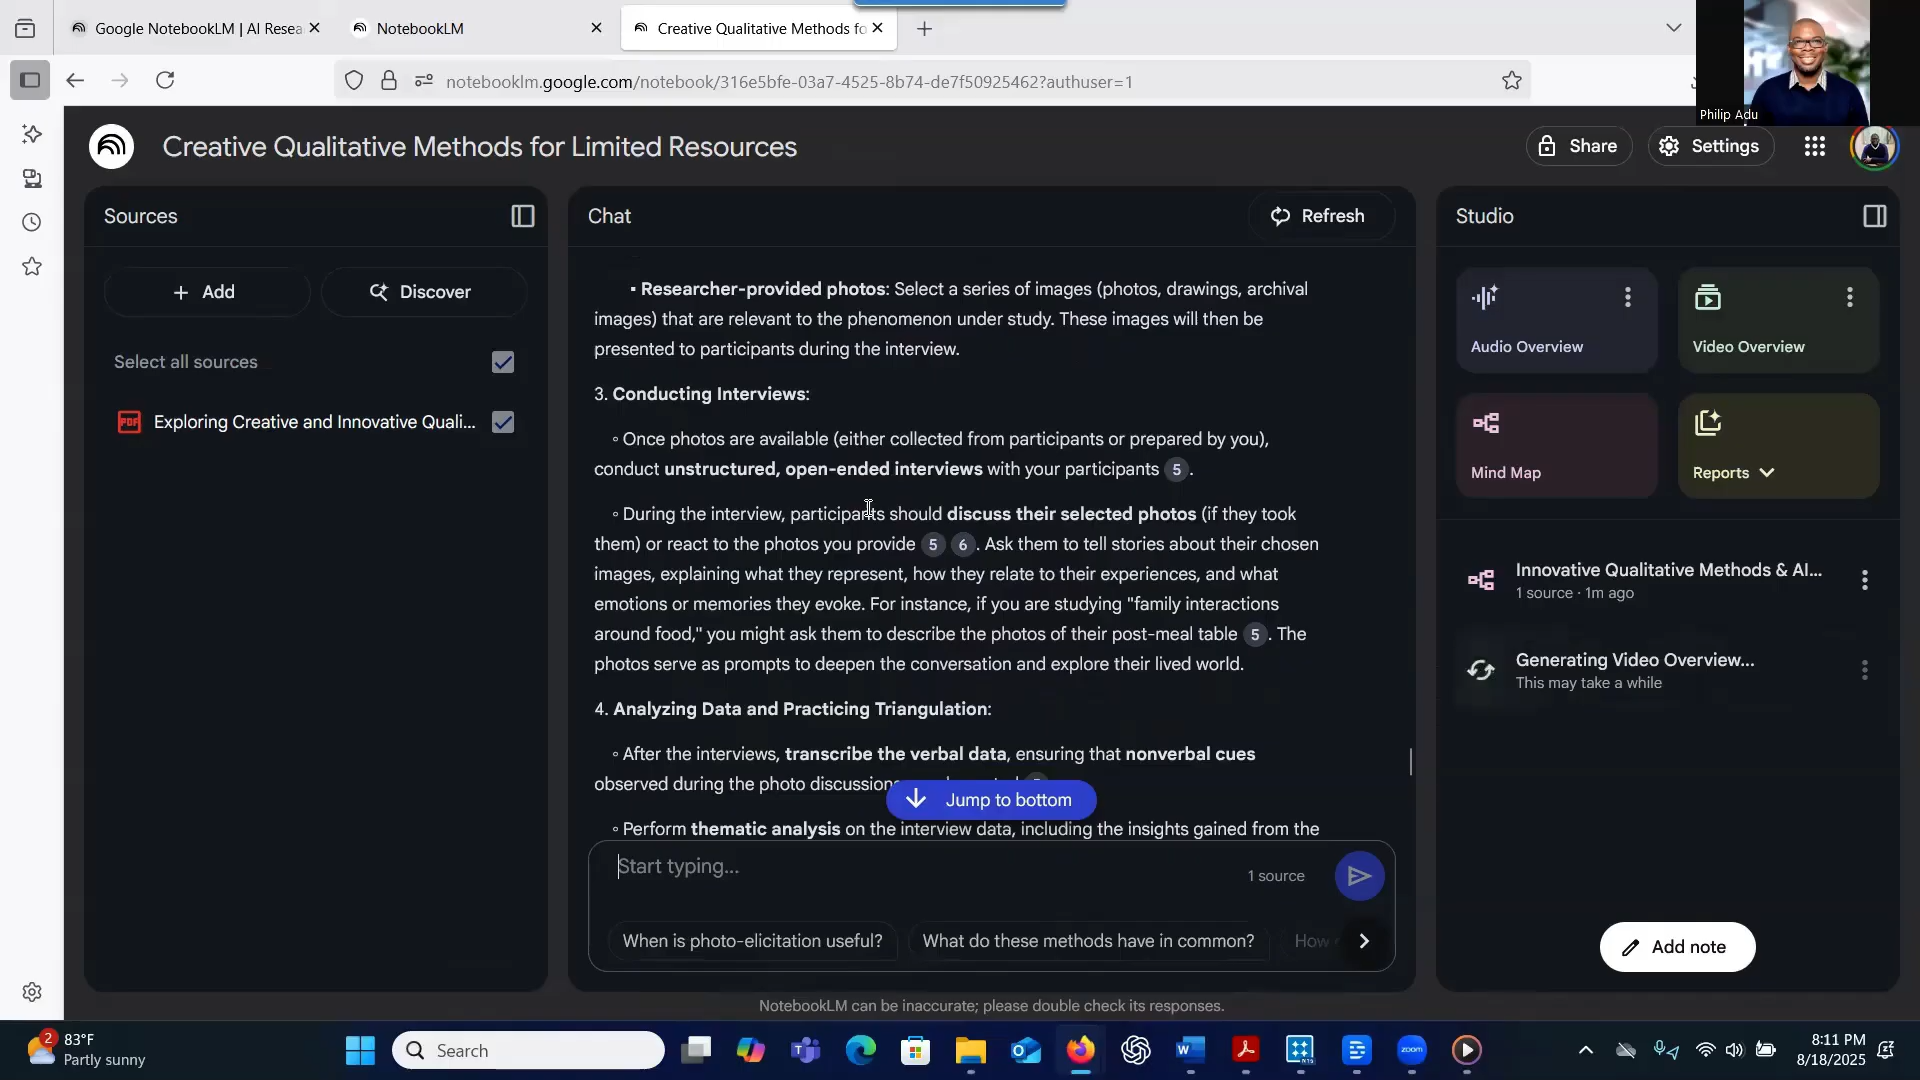 Google NotebookLM | AI Resea
NotebookLM
Creative Qualitative Methods fo
notebooklm.google.com/notebook/316e5bfe-03a7-4525-8b74-de7f50925462?authuser=1
Philip Adu
Creative Qualitative Methods for Limited Resources
Share
Settings
Sources
Add
Discover
Select all sources
PDF
Exploring Creative and Innovative Quali...
Chat
Refresh
▪ Researcher-provided photos: Select a series of images (photos, drawings, archival
images) that are relevant to the phenomenon under study. These images will then be
presented to participants during the interview.
3. Conducting Interviews:
◦ Once photos are available (either collected from participants or prepared by you),
conduct unstructured, open-ended interviews with your participants 5.
◦ During the interview, participants should discuss their selected photos (if they took
them) or react to the photos you provide 5 6. Ask them to tell stories about their chosen
images, explaining what they represent, how they relate to their experiences, and what
emotions or memories they evoke. For instance, if you are studying "family interactions
around food," you might ask them to describe the photos of their post-meal table 5. The
photos serve as prompts to deepen the conversation and explore their lived world.
4. Analyzing Data and Practicing Triangulation:
◦ After the interviews, transcribe the verbal data, ensuring that nonverbal cues
observed during the photo discussions
Jump to bottom
◦ Perform thematic analysis on the interview data, including the insights gained from the
Start typing...
1 source
When is photo-elicitation useful?
What do these methods have in common?
How
NotebookLM can be inaccurate; please double check its responses.
Studio
Audio Overview
Video Overview
Mind Map
Reports
Innovative Qualitative Methods & AI...
1 source · 1m ago
Generating Video Overview...
This may take a while
Add note
2
83°F
Partly sunny
Search
zoom
8:11 PM
8/18/2025